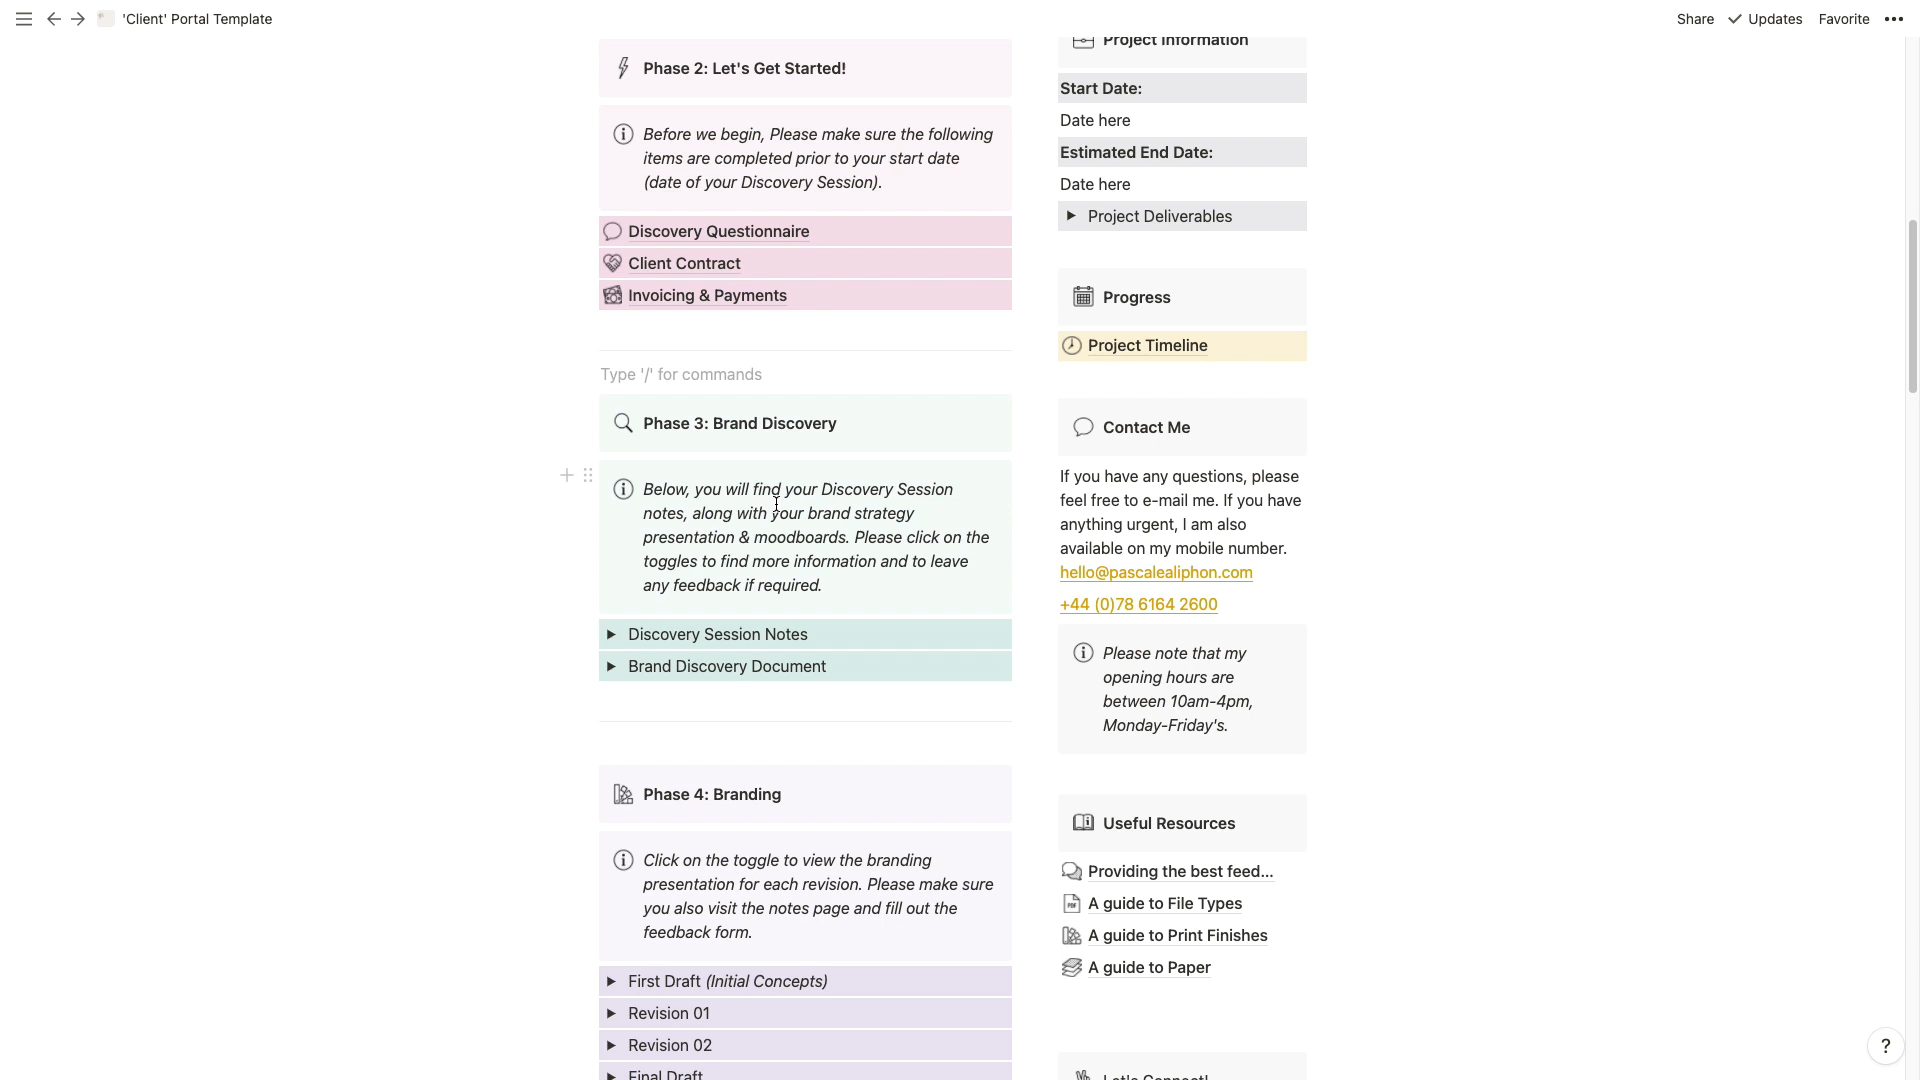 'Client' Portal Template
Share
Updates
Favorite
Phase 2: Let's Get Started!
Before we begin, Please make sure the following
items are completed prior to your start date
(date of your Discovery Session).
Discovery Questionnaire
Client Contract
Invoicing & Payments
Type '/' for commands
Phase 3: Brand Discovery
Below, you will find your Discovery Session
notes, along with your brand strategy
presentation & moodboards. Please click on the
toggles to find more information and to leave
any feedback if required.
Discovery Session Notes
Brand Discovery Document
Phase 4: Branding
Click on the toggle to view the branding
presentation for each revision. Please make sure
you also visit the notes page and fill out the
feedback form.
First Draft (Initial Concepts)
Revision 01
Revision 02
Final Draft
Project Information
Start Date:
Date here
Estimated End Date:
Date here
Project Deliverables
Progress
Project Timeline
Contact Me
If you have any questions, please
feel free to e-mail me. If you have
anything urgent, I am also
available on my mobile number.
hello@pascalealiphon.com
+44 (0)78 6164 2600
Please note that my
opening hours are
between 10am-4pm,
Monday-Friday's.
Useful Resources
Providing the best feed...
A guide to File Types
PDF
A guide to Print Finishes
A guide to Paper
Let's Connect!
?